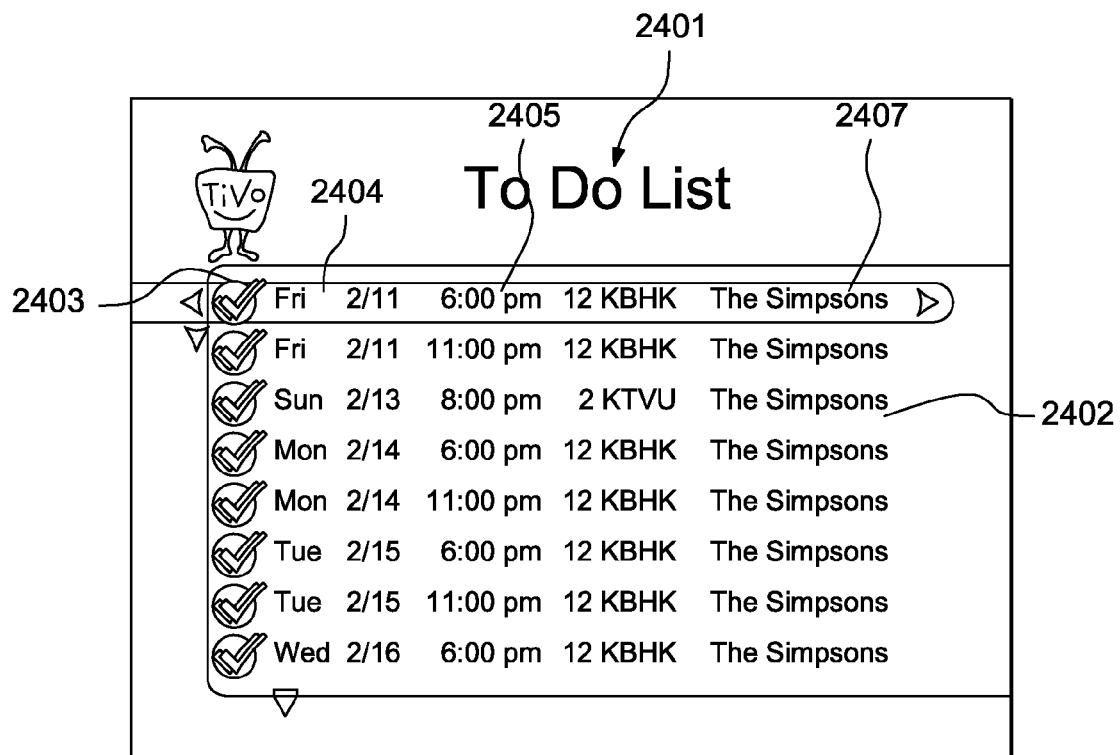 2401
2405 2407
TiVo 2404 To Do List
2403 Fri 2/11 6:00 pm 12 KBHK The Simpsons
Fri 2/11 11:00 pm 12 KBHK The Simpsons
Sun 2/13 8:00 pm 2 KTVU The Simpsons
2402
Mon 2/14 6:00 pm 12 KBHK The Simpsons
Mon 2/14 11:00 pm 12 KBHK The Simpsons
Tue 2/15 6:00 pm 12 KBHK The Simpsons
Tue 2/15 11:00 pm 12 KBHK The Simpsons
Wed 2/16 6:00 pm 12 KBHK The Simpsons